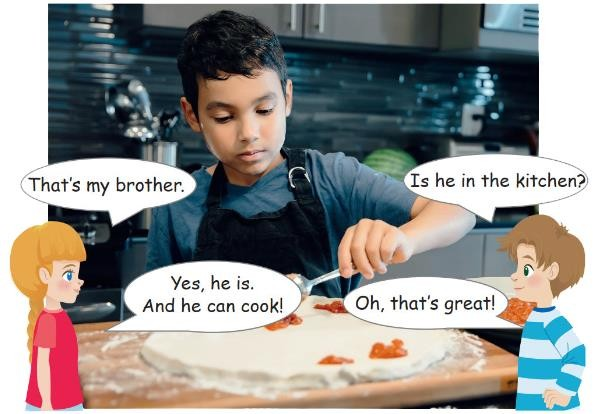 That's my brother.
Is he in the kitchen?
Yes, he is.
And he can cook!
Oh, that's great!